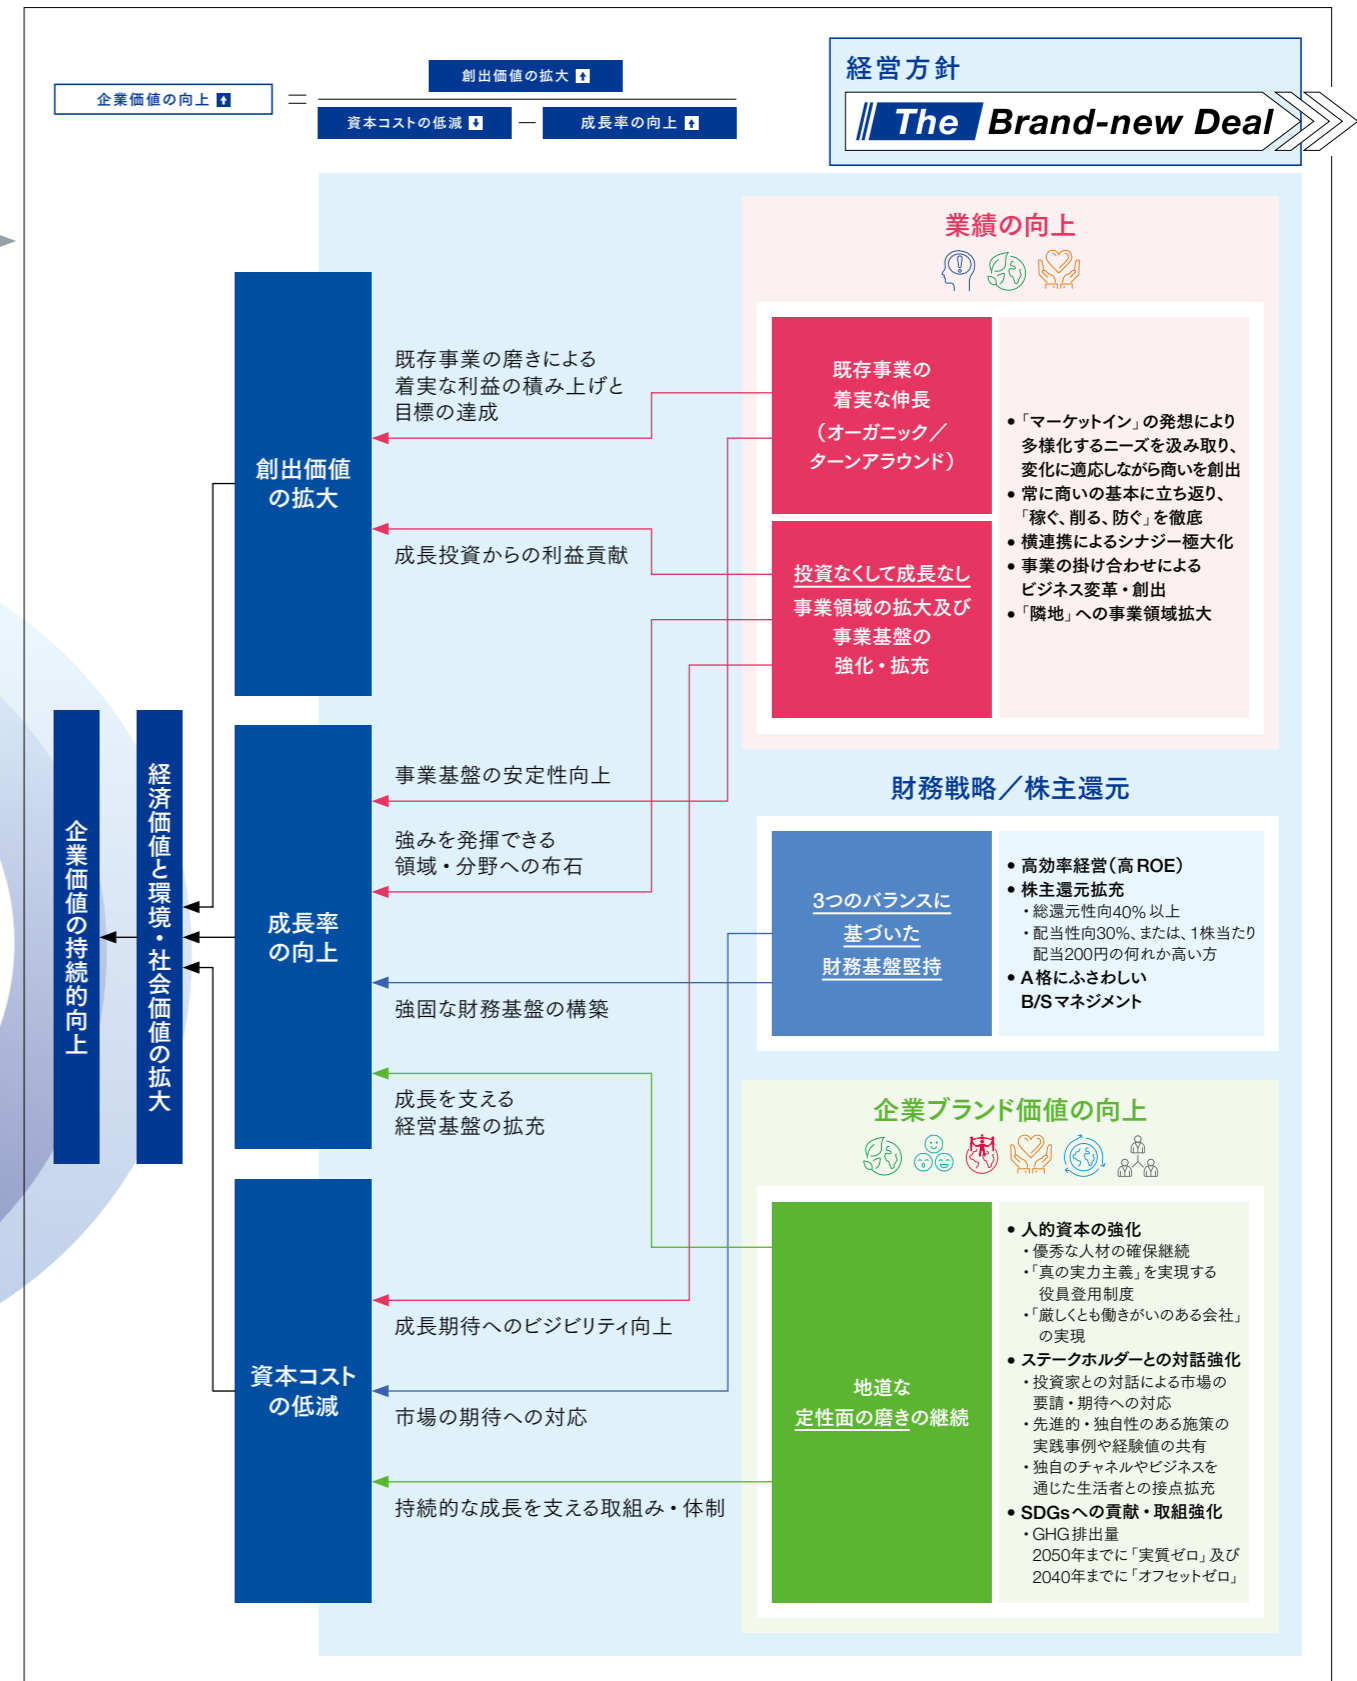 企業価値の向上
=
創出価値の拡大
資本コストの低減
―
成長率の向上
経営方針
The Brand-new Deal
業績の向上
既存事業の
着実な伸長
（オーガニック／
ターンアラウンド）
投資なくして成長なし
事業領域の拡大及び
事業基盤の
強化・拡充
• 「マーケットイン」の発想により
多様化するニーズを汲み取り、
変化に適応しながら商いを創出
• 常に商いの基本に立ち返り、
「稼ぐ、削る、防ぐ」を徹底
• 横連携によるシナジー極大化
• 事業の掛け合わせによる
ビジネス変革・創出
• 「隣地」への事業領域拡大
既存事業の磨きによる
着実な利益の積み上げと
目標の達成
成長投資からの利益貢献
創出価値
の拡大
事業基盤の安定性向上
強みを発揮できる
領域・分野への布石
強固な財務基盤の構築
成長を支える
経営基盤の拡充
成長率
の向上
成長期待へのビジビリティ向上
市場の期待への対応
持続的な成長を支える取組み・体制
資本コスト
の低減
経済価値と環境・社会価値の拡大
企業価値の持続的向上
財務戦略／株主還元
3つのバランスに
基づいた
財務基盤堅持
• 高効率経営（高ROE）
• 株主還元拡充
・総還元性向40%以上
・配当性向30%、または、1株当たり
配当200円の何れか高い方
• A格にふさわしい
B/Sマネジメント
企業ブランド価値の向上
地道な
定性面の磨きの継続
• 人的資本の強化
・優秀な人材の確保継続
・「真の実力主義」を実現する
役員登用制度
・「厳しくとも働きがいのある会社」
の実現
• ステークホルダーとの対話強化
・投資家との対話による市場の
要請・期待への対応
・先進的・独自性のある施策の
実践事例や経験値の共有
・独自のチャネルやビジネスを
通じた生活者との接点拡充
• SDGsへの貢献・取組強化
・GHG排出量
2050年までに「実質ゼロ」及び
2040年までに「オフセットゼロ」